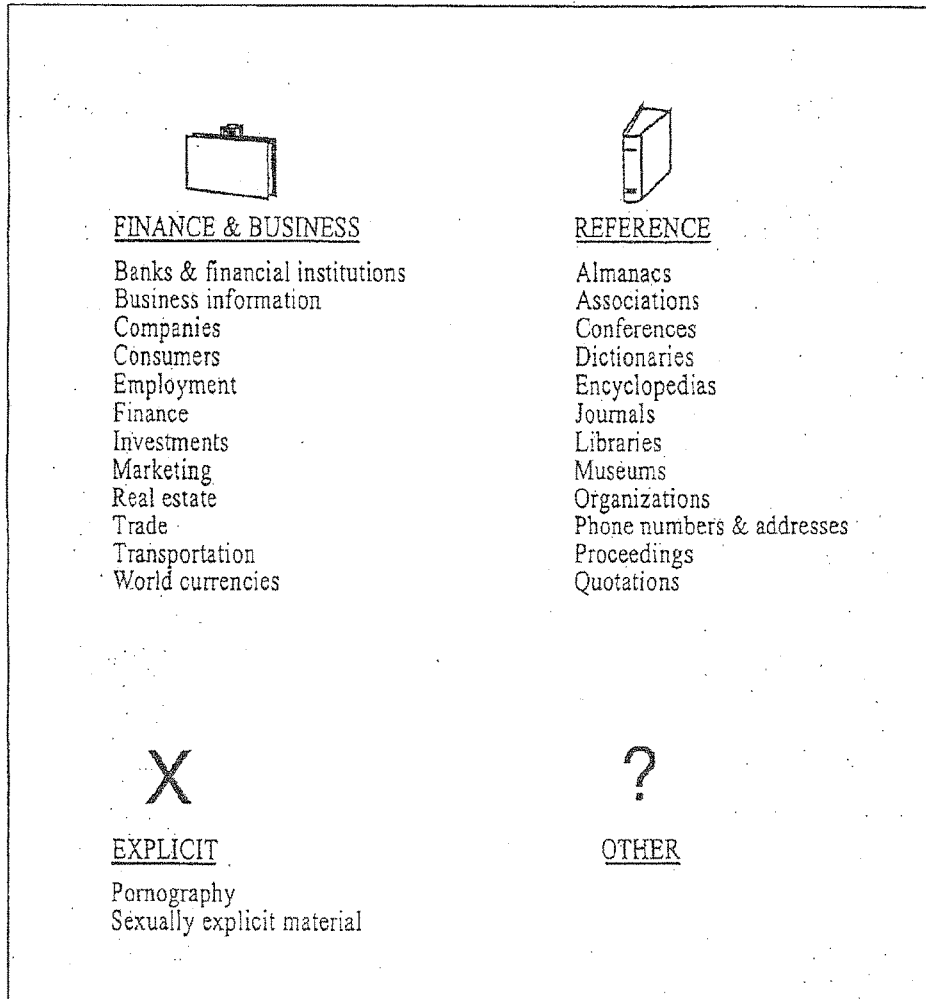 FINANCE & BUSINESS
Banks & financial institutions
Business information
Companies
Consumers
Employment
Finance
Investments
Marketing
Real estate
Trade
Transportation
World currencies
REFERENCE
Almanacs
Associations
Conferences
Dictionaries
Encyclopedias
Journals
Libraries
Museums
Organizations
Phone numbers & addresses
Proceedings
Quotations
X
EXPLICIT
Pornography
Sexually explicit material
?
OTHER